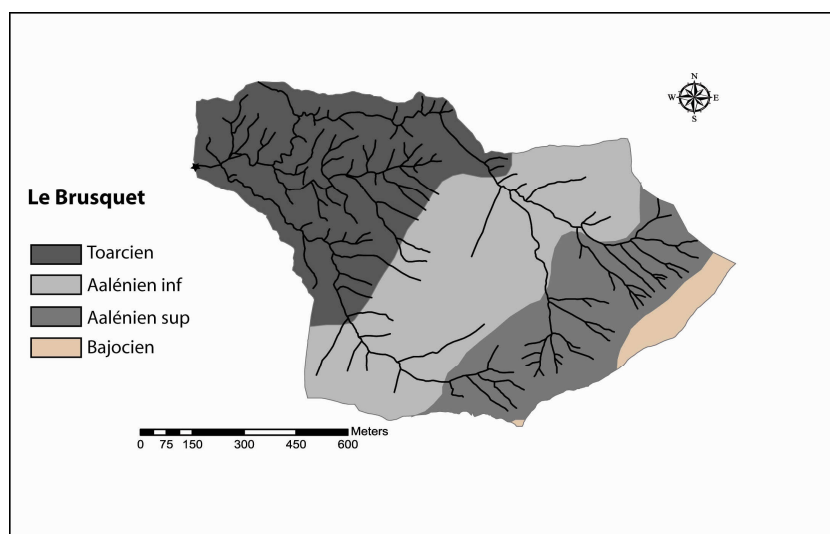 N
W E
S
Le Brusquet
Toarcien
Aalénien inf
Aalénien sup
Bajocien
Meters
0 75 150 300 450 600